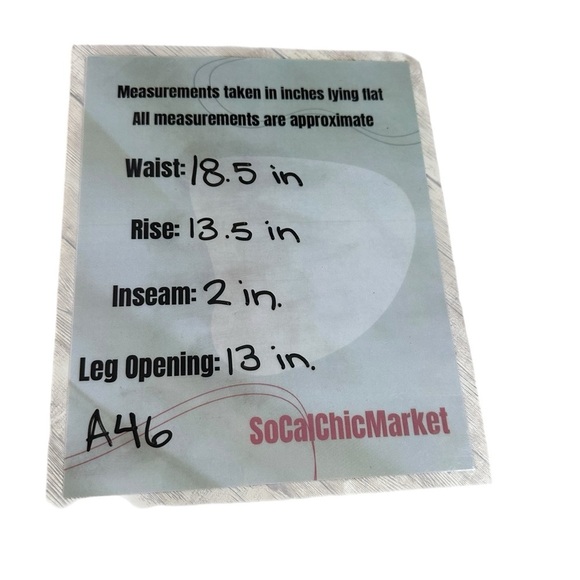 Measurements taken in inches lying flat
All measurements are approximate
Waist: 18.5 in
Rise: 13.5 in
Inseam: 2 in.
Leg Opening: 13 in.
A46 SoCalChicMarket